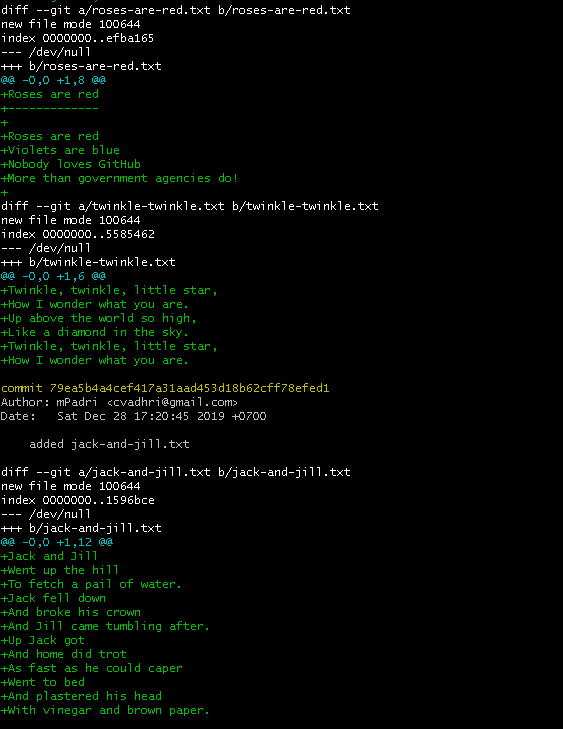 diff --git a/roses-are-red.txt b/roses-are-red.txt
new file mode 100644
index 0000000..efba165
--- /dev/null
+++ b/roses-are-red.txt
@@ -0,0 +1,8 @@
+Roses are red
+-------------
+
+Roses are red
+Violets are blue
+Nobody loves GitHub
+More than government agencies do!
+
diff --git a/twinkle-twinkle.txt b/twinkle-twinkle.txt
new file mode 100644
index 0000000..5585462
--- /dev/null
+++ b/twinkle-twinkle.txt
@@ -0,0 +1,6 @@
+Twinkle, twinkle, little star,
+How I wonder what you are.
+Up above the world so high,
+Like a diamond in the sky.
+Twinkle, twinkle, little star,
+How I wonder what you are.
commit 79ea5b4a4cef417a31aad453d18b62cff78efed1
Author: mPadri <cvadhri@gmail.com>
Date:   Sat Dec 28 17:20:45 2019 +0700
    added jack-and-jill.txt
diff --git a/jack-and-jill.txt b/jack-and-jill.txt
new file mode 100644
index 0000000..1596bce
--- /dev/null
+++ b/jack-and-jill.txt
@@ -0,0 +1,12 @@
+Jack and Jill
+Went up the hill
+To fetch a pail of water.
+Jack fell down
+And broke his crown
+And Jill came tumbling after.
+Up Jack got
+And home did trot
+As fast as he could caper
+Went to bed
+And plastered his head
+With vinegar and brown paper.